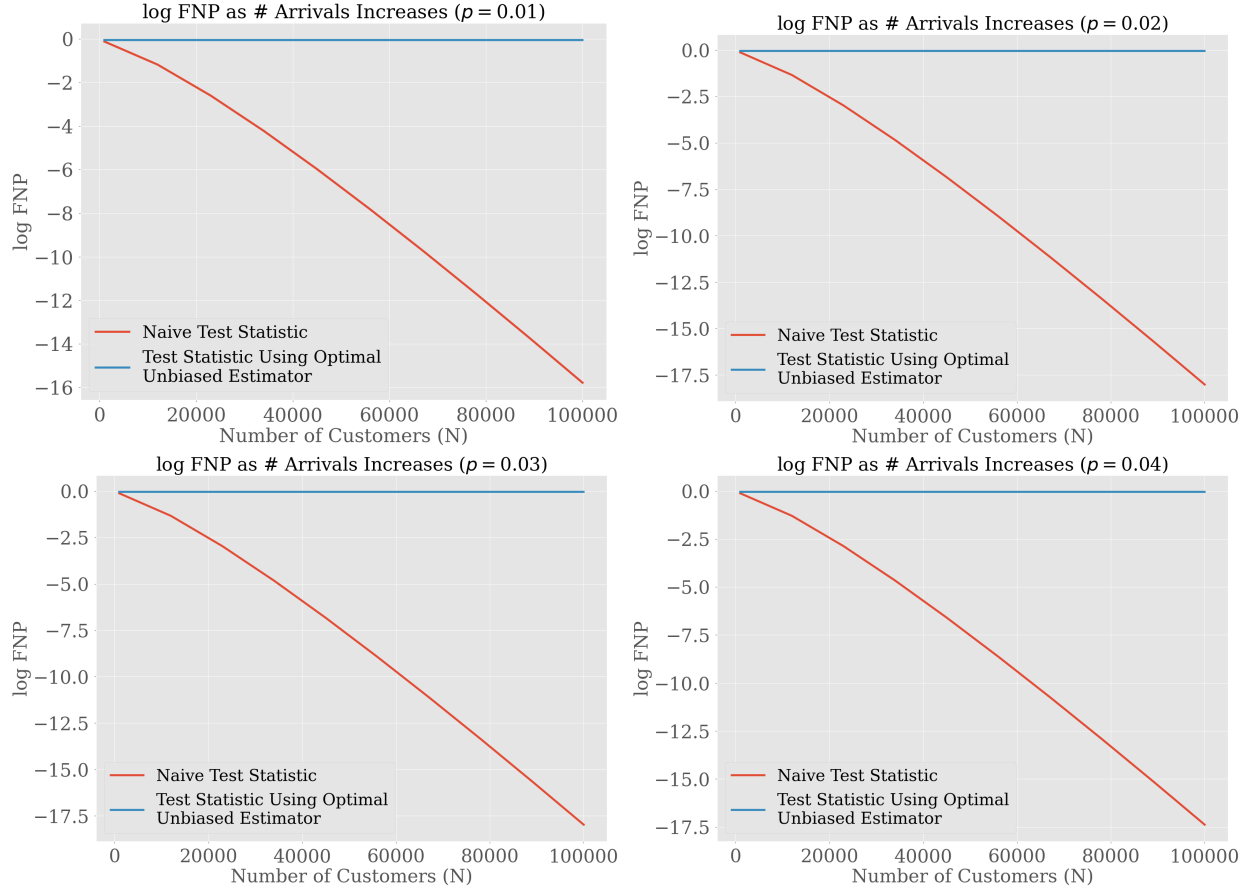 log FNP as # Arrivals Increases (p = 0.01)
0
−2
−4
−6
−8
−10
−12
−14
−16
log FNP
Naive Test Statistic
Test Statistic Using Optimal
Unbiased Estimator
0 20000 40000 60000 80000 100000
Number of Customers (N)
log FNP as # Arrivals Increases (p = 0.02)
0.0
−2.5
−5.0
−7.5
−10.0
−12.5
−15.0
−17.5
log FNP
Naive Test Statistic
Test Statistic Using Optimal
Unbiased Estimator
0 20000 40000 60000 80000 100000
Number of Customers (N)
log FNP as # Arrivals Increases (p = 0.03)
0.0
−2.5
−5.0
−7.5
−10.0
−12.5
−15.0
−17.5
log FNP
Naive Test Statistic
Test Statistic Using Optimal
Unbiased Estimator
0 20000 40000 60000 80000 100000
Number of Customers (N)
log FNP as # Arrivals Increases (p = 0.04)
0.0
−2.5
−5.0
−7.5
−10.0
−12.5
−15.0
−17.5
log FNP
Naive Test Statistic
Test Statistic Using Optimal
Unbiased Estimator
0 20000 40000 60000 80000 100000
Number of Customers (N)